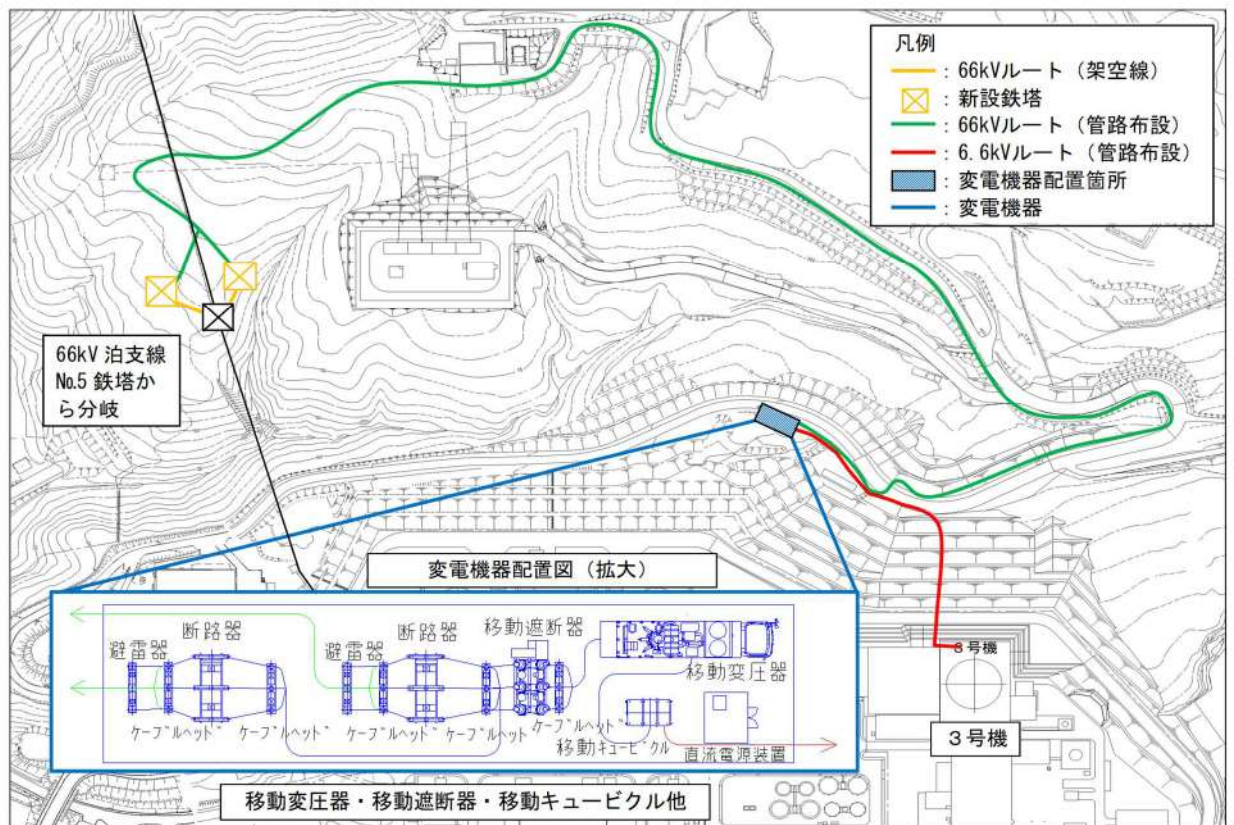 凡例
: 66kVルート（架空線）
: 新設鉄塔
: 66kVルート（管路布設）
: 6.6kVルート（管路布設）
: 変電機器配置箇所
: 変電機器
66kV 泊支線
No.5 鉄塔か
ら分岐
変電機器配置図（拡大）
断路器
避雷器
断路器
避雷器
移動遮断器
移動変圧器
ケーブルヘッド
ケーブルヘッド
ケーブルヘッド
ケーブルヘッド
ケーブルヘッド
移動キュービクル
直流電源装置
3号機
３号機
移動変圧器・移動遮断器・移動キュービクル他